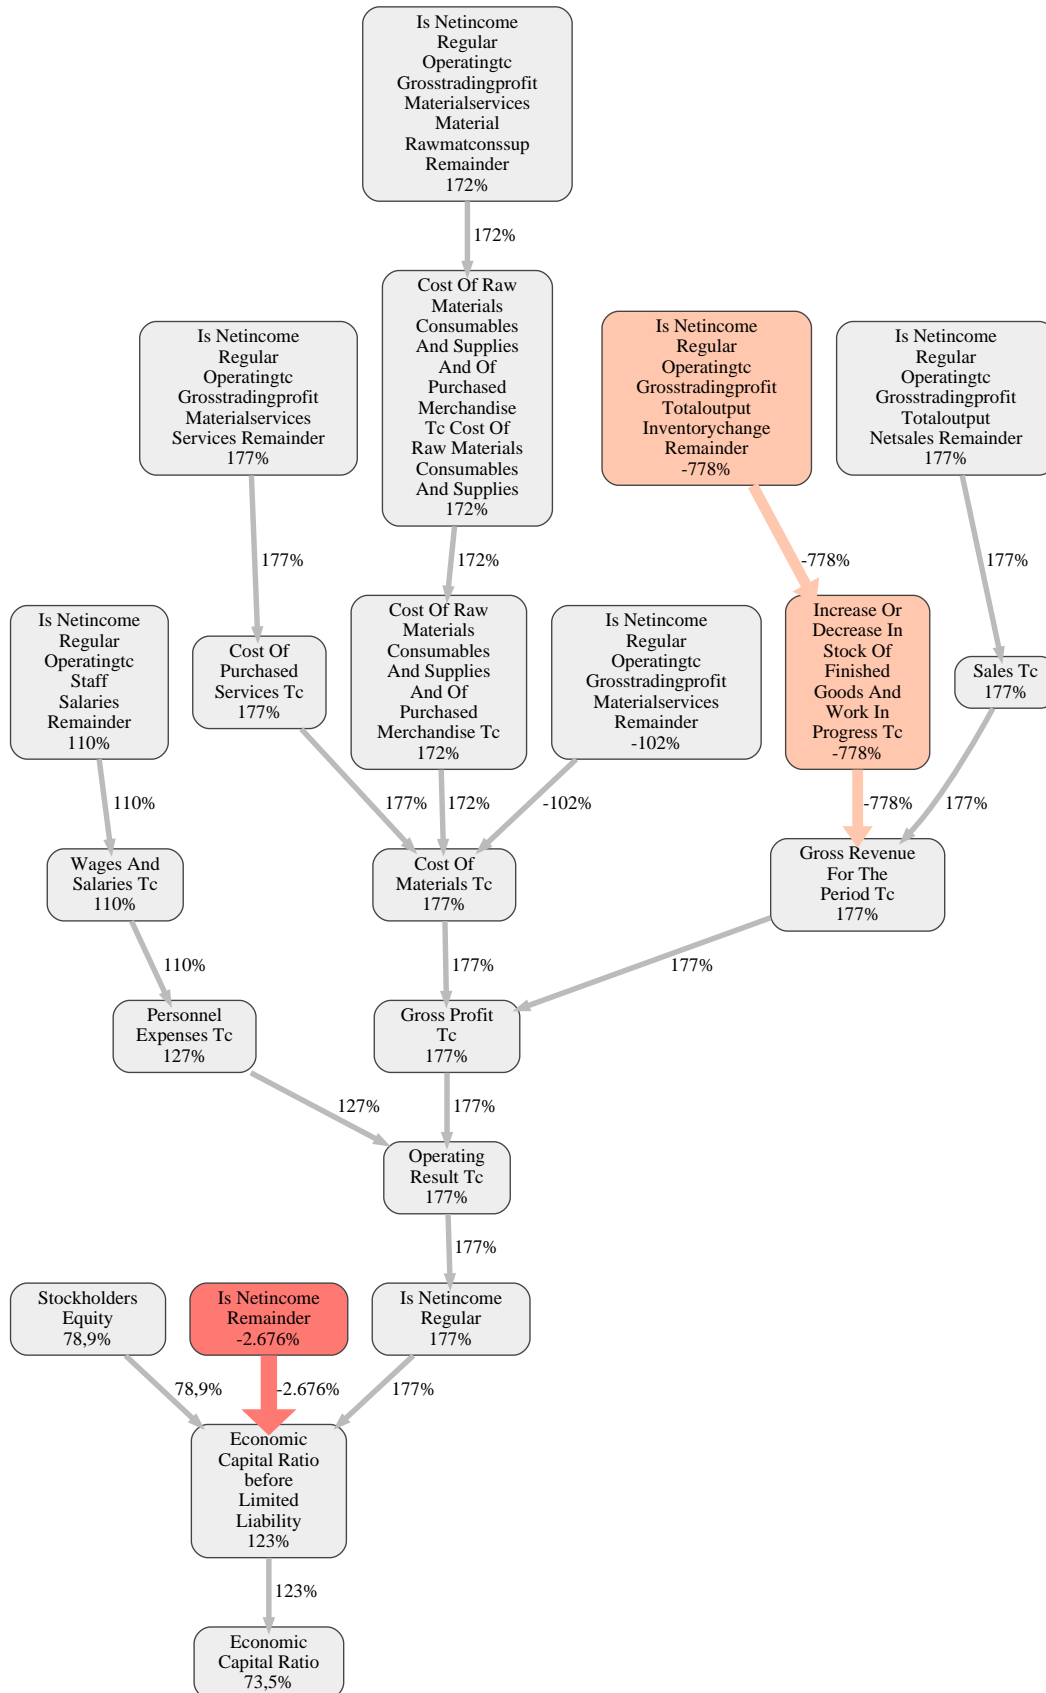 Is Netincome
Regular
Operatingtc
Grosstradingprofit
Materialservices
Material
Rawmatconssup
Remainder
172%
172%
Cost Of Raw
Materials
Consumables
And Supplies
And Of
Purchased
Merchandise
Tc Cost Of
Raw Materials
Consumables
And Supplies
172%
Is Netincome
Regular
Operatingtc
Grosstradingprofit
Materialservices
Services Remainder
177%
Is Netincome
Regular
Operatingtc
Grosstradingprofit
Totaloutput
Inventorychange
Remainder
-778%
Is Netincome
Regular
Operatingtc
Grosstradingprofit
Totaloutput
Netsales Remainder
177%
177%
172%
-778%
177%
Is Netincome
Regular
Operatingtc
Staff
Salaries
Remainder
110%
Cost Of
Purchased
Services Tc
177%
Cost Of Raw
Materials
Consumables
And Supplies
And Of
Purchased
Merchandise Tc
172%
Is Netincome
Regular
Operatingtc
Grosstradingprofit
Materialservices
Remainder
-102%
Increase Or
Decrease In
Stock Of
Finished
Goods And
Work In
Progress Tc
-778%
Sales Tc
177%
110%
177%
172%
-102%
-778%
177%
Wages And
Salaries Tc
110%
Cost Of
Materials Tc
177%
Gross Revenue
For The
Period Tc
177%
110%
177%
177%
Personnel
Expenses Tc
127%
Gross Profit
Tc
177%
127%
177%
Operating
Result Tc
177%
177%
Stockholders
Equity
78,9%
Is Netincome
Remainder
-2.676%
Is Netincome
Regular
177%
78,9%
-2.676%
177%
Economic
Capital Ratio
before
Limited
Liability
123%
123%
Economic
Capital Ratio
73,5%